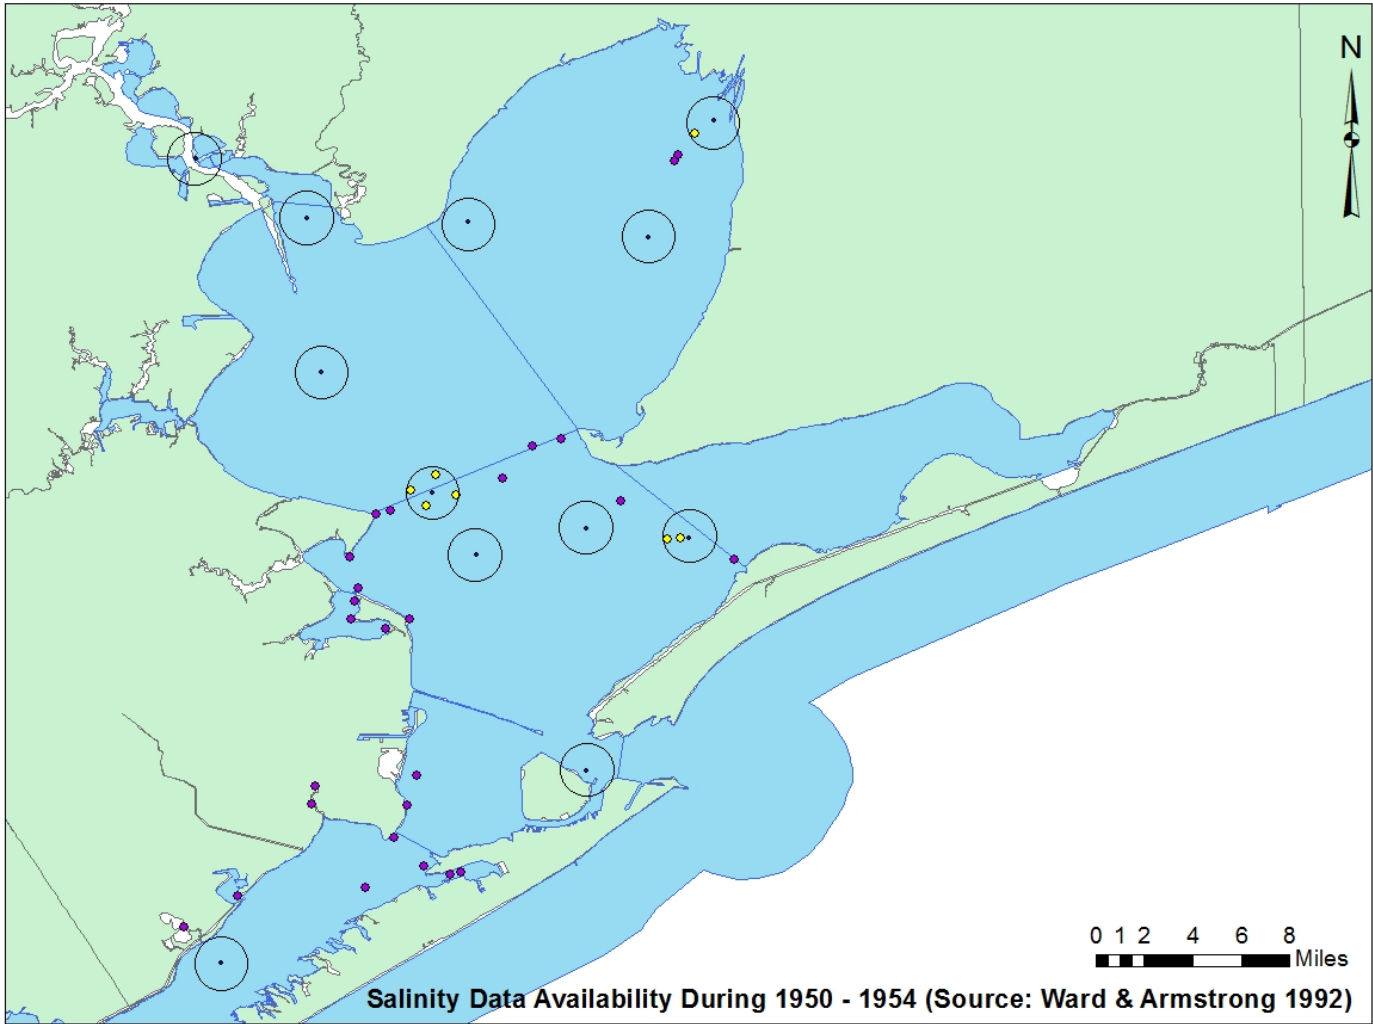 N
0 1 2 4 6 8
Miles
Salinity Data Availability During 1950 - 1954 (Source: Ward & Armstrong 1992)